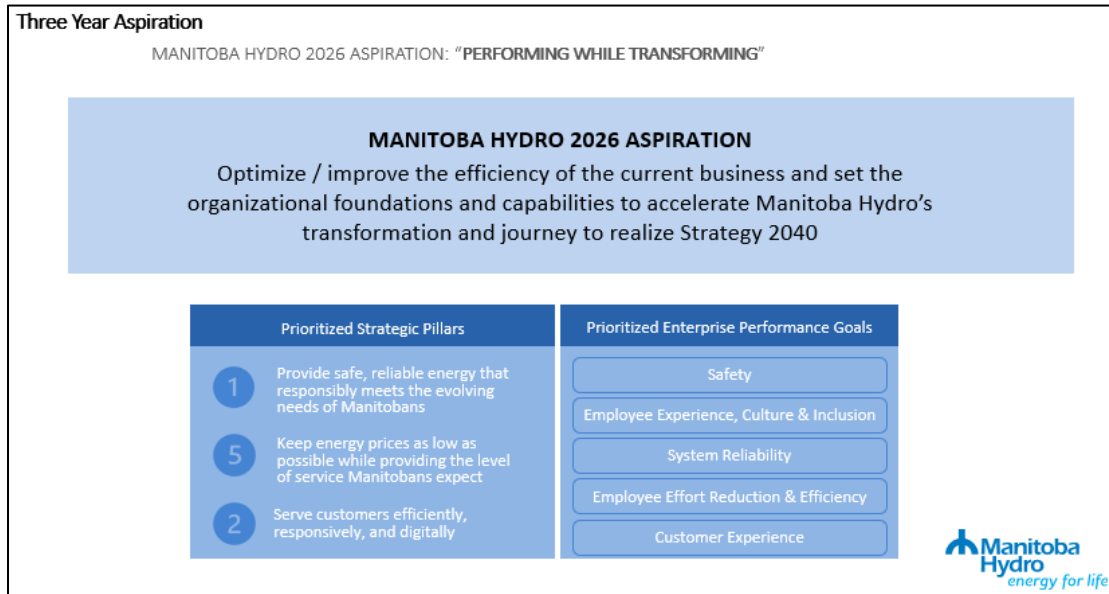 Three Year Aspiration
MANITOBA HYDRO 2026 ASPIRATION: “PERFORMING WHILE TRANSFORMING”
MANITOBA HYDRO 2026 ASPIRATION
Optimize / improve the efficiency of the current business and set the
organizational foundations and capabilities to accelerate Manitoba Hydro’s
transformation and journey to realize Strategy 2040
Prioritized Strategic Pillars
1
Provide safe, reliable energy that
responsibly meets the evolving
needs of Manitobans
5
Keep energy prices as low as
possible while providing the level
of service Manitobans expect
2
Serve customers efficiently,
responsively, and digitally
Prioritized Enterprise Performance Goals
Safety
Employee Experience, Culture & Inclusion
System Reliability
Employee Effort Reduction & Efficiency
Customer Experience
Manitoba
Hydro
energy for life